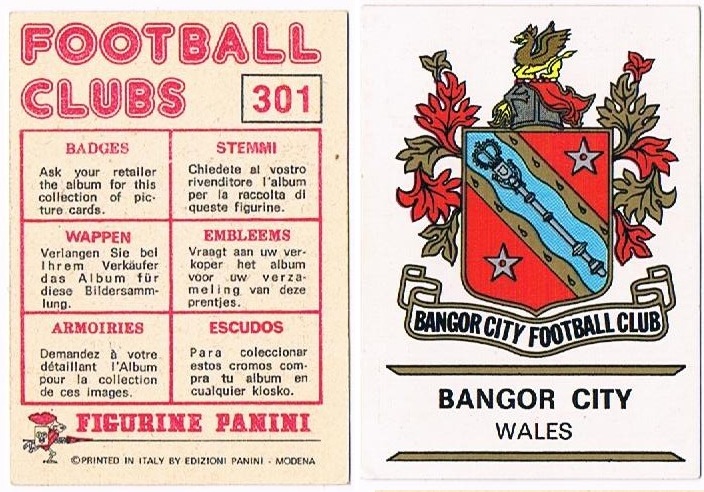 FOOTBALL
CLUBS 301
BADGES
Ask your retailer
the album for this
collection of pic-
ture cards.
STEMMI
Chiedete al vostro
rivenditore l'album
per la raccolta di
queste figurine.
WAPPEN
Verlangen Sie bei
Ihrem Verkäufer
das Album für
diese Bildersamm-
lung.
EMBLEEMS
Vraagt aan uw ver-
koper het album
voor uw verza-
meling van deze
prentjes.
ARMOIRIES
Demandez à votre
détaillant l'Album
pour la collection
de ces images.
ESCUDOS
Para coleccionar
estos cromos com-
pra tu album en
cualquier kiosko.
FIGURINE PANINI
©PRINTED IN ITALY BY EDIZIONI PANINI - MODENA
BANGOR CITY FOOTBALL CLUB
BANGOR CITY
WALES